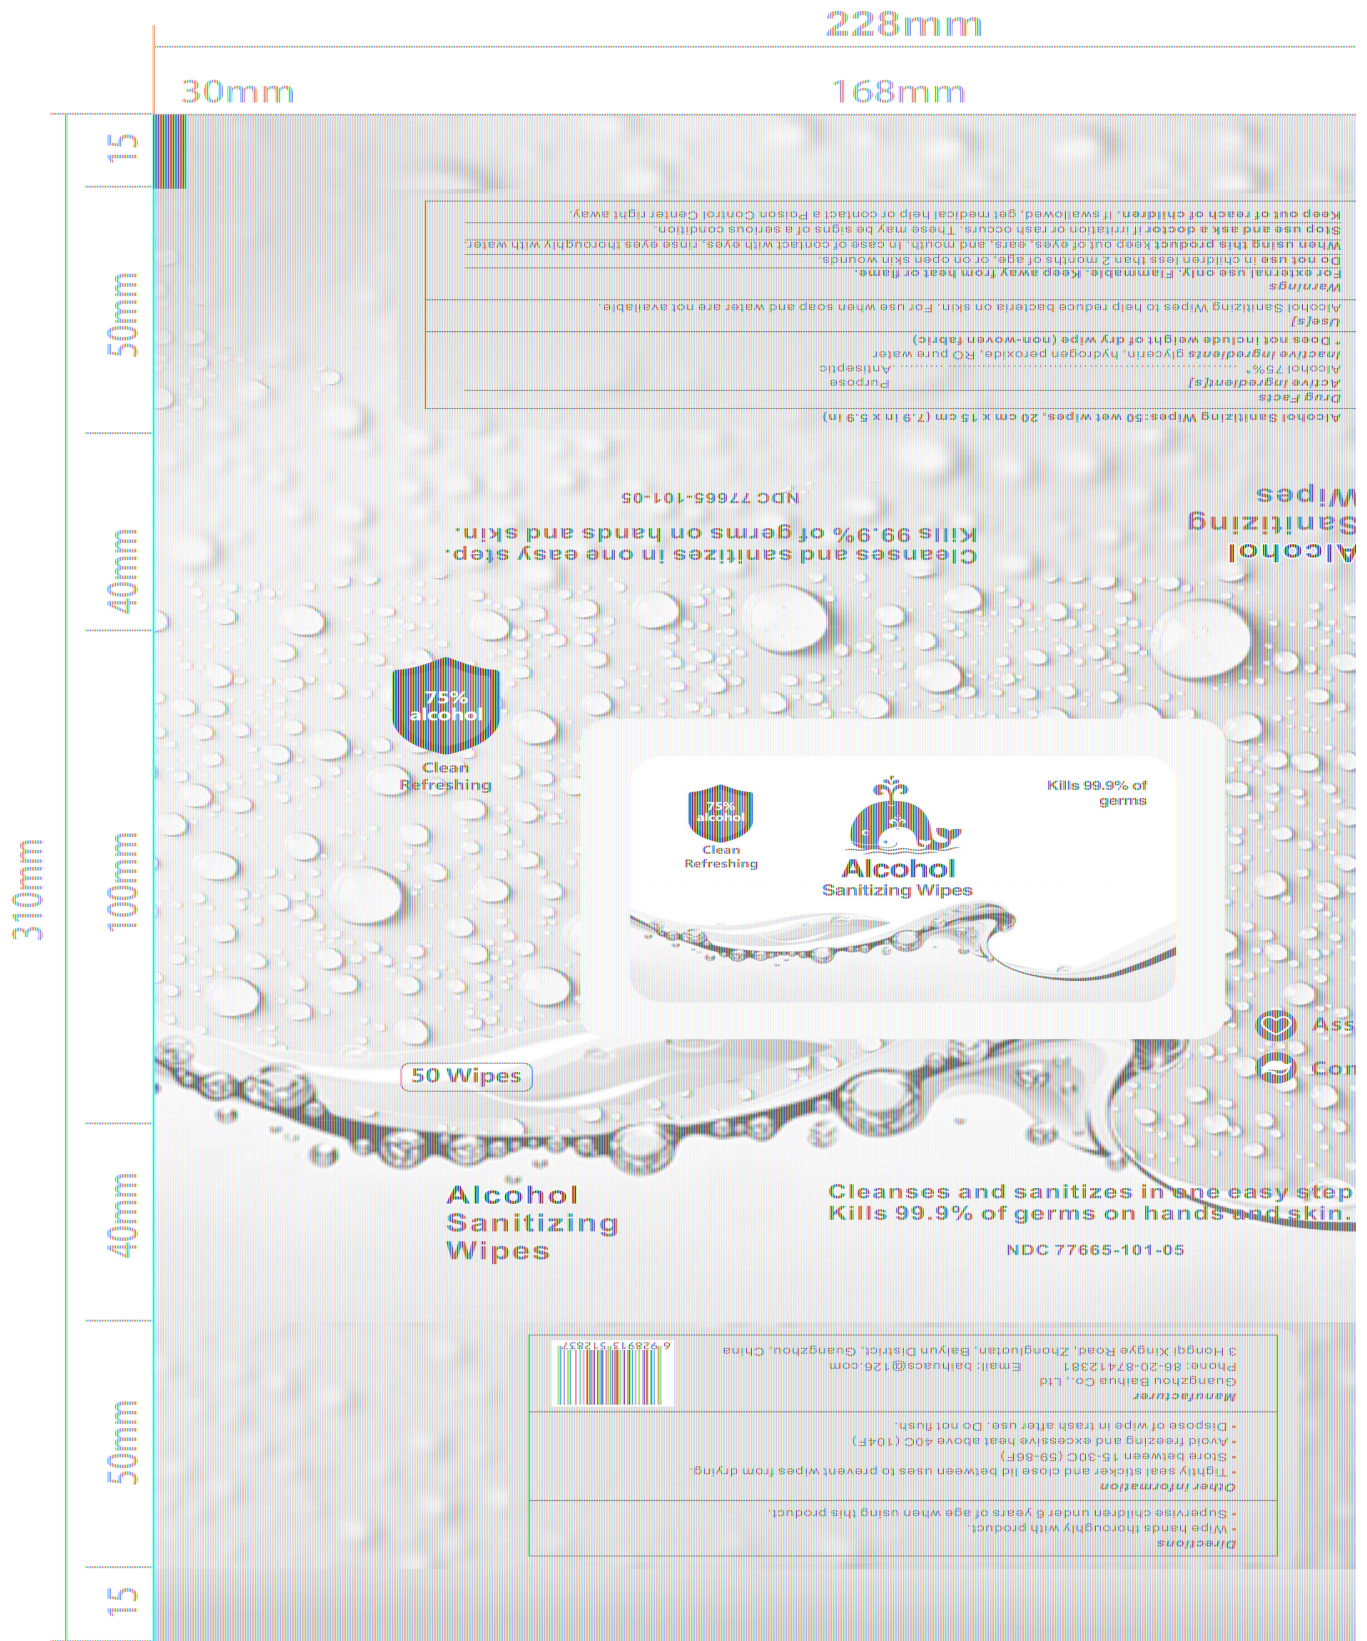 228mm
30mm
168mm
15
50mm
40mm
100mm
310mm
40mm
50mm
15
Alcohol Sanitizing Wipes:50 wet wipes, 20 cm x 15 cm (7.9 in x 5.9 in)
Drug Facts
Active ingredient[s] Purpose
Alcohol 75%* ........................................................Antiseptic
Inactive ingredients glycerin, hydrogen peroxide, RO pure water
* Does not include weight of dry wipe (non-woven fabric)
Use[s]
Alcohol Sanitizing Wipes to help reduce bacteria on skin. For use when soap and water are not available.
Warnings
For external use only. Flammable. Keep away from heat or flame.
Do not use in children less than 2 months of age, or on open skin wounds.
When using this product keep out of eyes, ears, and mouth. In case of contact with eyes, rinse eyes thoroughly with water.
Stop use and ask a doctor if irritation or rash occurs. These may be signs of a serious condition.
Keep out of reach of children. If swallowed, get medical help or contact a Poison Control Center right away.
Alcohol
Sanitizing
Wipes
Cleanses and sanitizes in one easy step.
Kills 99.9% of germs on hands and skin.
NDC 77665-101-05
75%
alcohol
Clean
Refreshing
75%
alcohol
Clean
Refreshing
Alcohol
Sanitizing Wipes
Kills 99.9% of
germs
Ass
Con
50 Wipes
Alcohol
Sanitizing
Wipes
Cleanses and sanitizes in one easy step
Kills 99.9% of germs on hands and skin.
NDC 77665-101-05
Directions
• Wipe hands thoroughly with product.
• Supervise children under 6 years of age when using this product.
Other information
• Tightly seal sticker and close lid between uses to prevent wipes from drying.
• Store between 15-30C (59-86F)
• Avoid freezing and excessive heat above 40C (104F)
• Dispose of wipe in trash after use. Do not flush.
Manufacturer
Guangzhou Baihua Co., Ltd
Phone: 86-20-87412381 Email: baihuacs@126.com
3 Hongqi Xingye Road, Zhongluotan, Baiyun District, Guangzhou, China
6 928913 512837